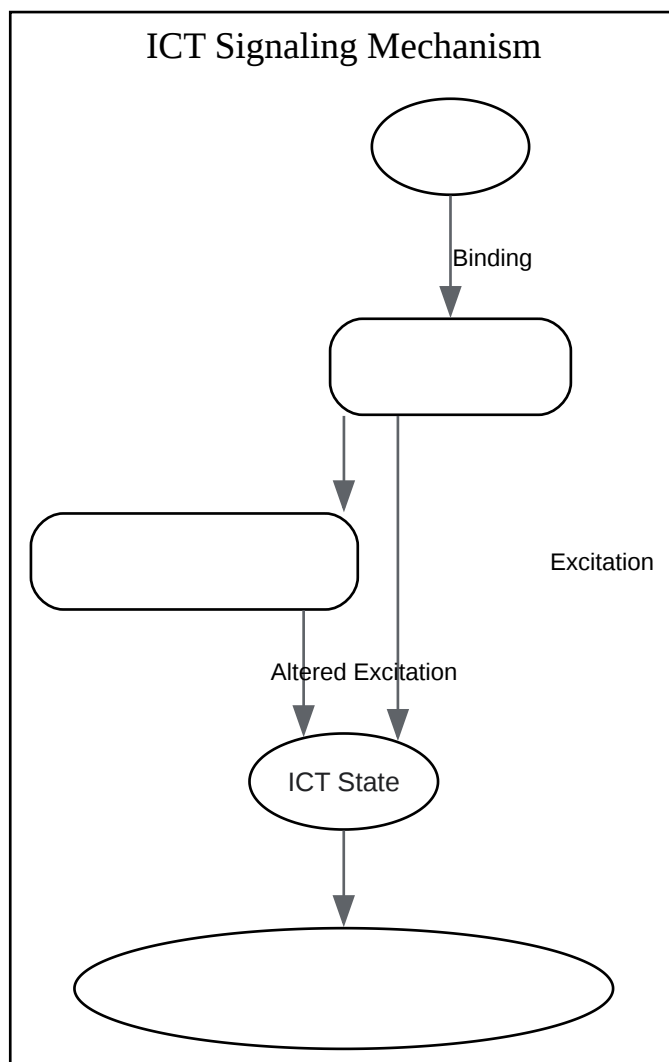 ICT Signaling Mechanism
Binding
Excitation
Altered Excitation
ICT State